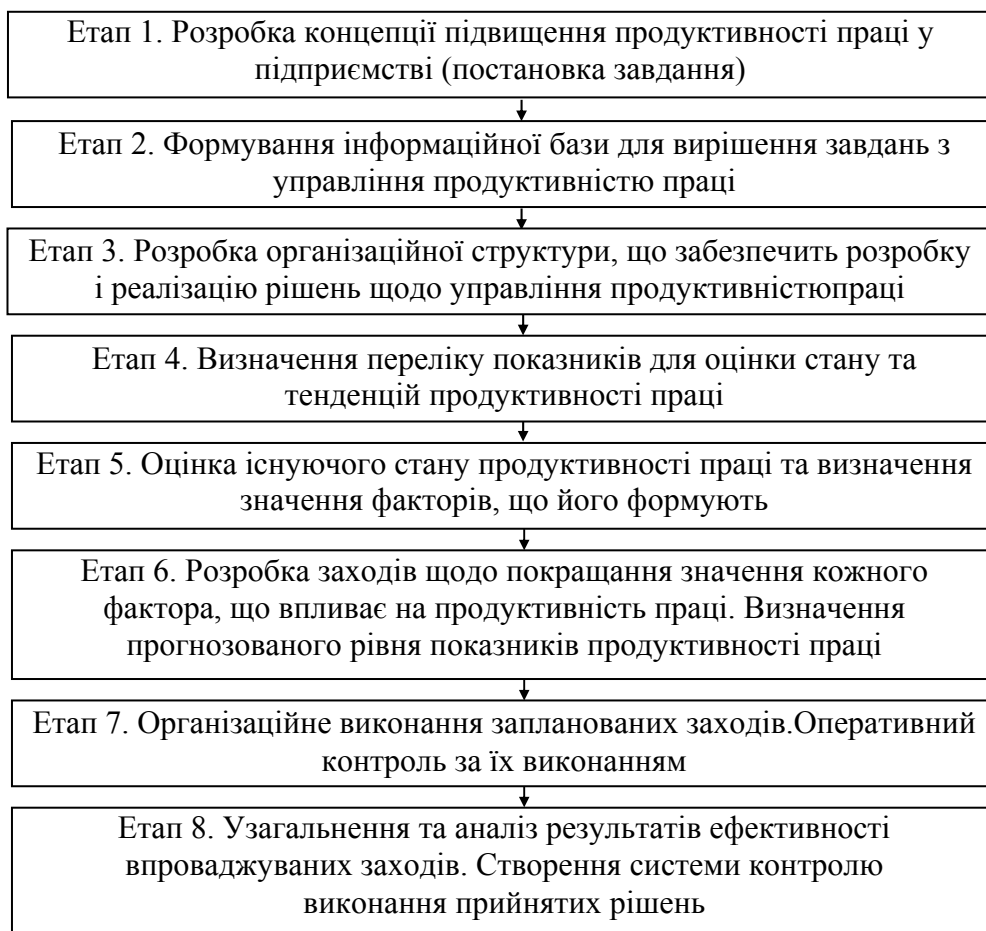 Етап 1. Розробка концепції підвищення продуктивності праці у
підприємстві (постановка завдання)
Етап 2. Формування інформаційної бази для вирішення завдань з
управління продуктивністю праці
Етап 3. Розробка організаційної структури, що забезпечить розробку
і реалізацію рішень щодо управління продуктивністюпраці
Етап 4. Визначення переліку показників для оцінки стану та
тенденцій продуктивності праці
Етап 5. Оцінка існуючого стану продуктивності праці та визначення
значення факторів, що його формують
Етап 6. Розробка заходів щодо покращання значення кожного
фактора, що впливає на продуктивність праці. Визначення
прогнозованого рівня показників продуктивності праці
Етап 7. Організаційне виконання запланованих заходів.Оперативний
контроль за їх виконанням
Етап 8. Узагальнення та аналіз результатів ефективності
впроваджуваних заходів. Створення системи контролю
виконання прийнятих рішень